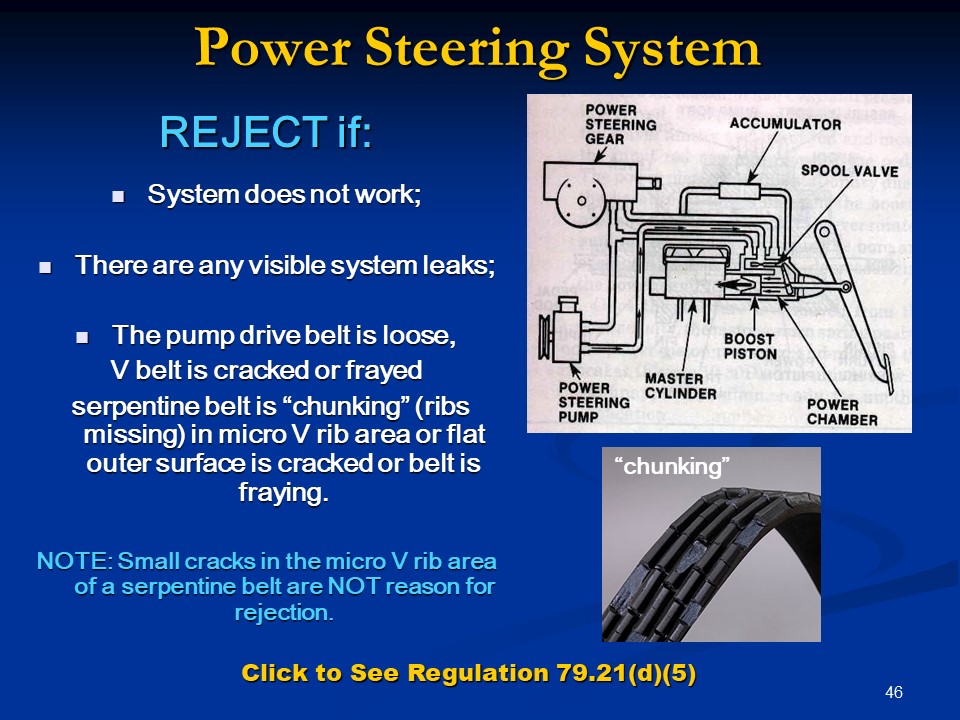 Power Steering System
REJECT if:
System does not work;
There are any visible system leaks;
The pump drive belt is loose,
V belt is cracked or frayed
serpentine belt is “chunking” (ribs
missing) in micro V rib area or flat
outer surface is cracked or belt is
fraying.
NOTE: Small cracks in the micro V rib area
of a serpentine belt are NOT reason for
rejection.
POWER
STEERING
GEAR
ACCUMULATOR
SPOOL VALVE
BOOST
PISTON
MASTER
CYLINDER
POWER
STEERING
PUMP
POWER
CHAMBER
“chunking”
Click to See Regulation 79.21(d)(5)
46